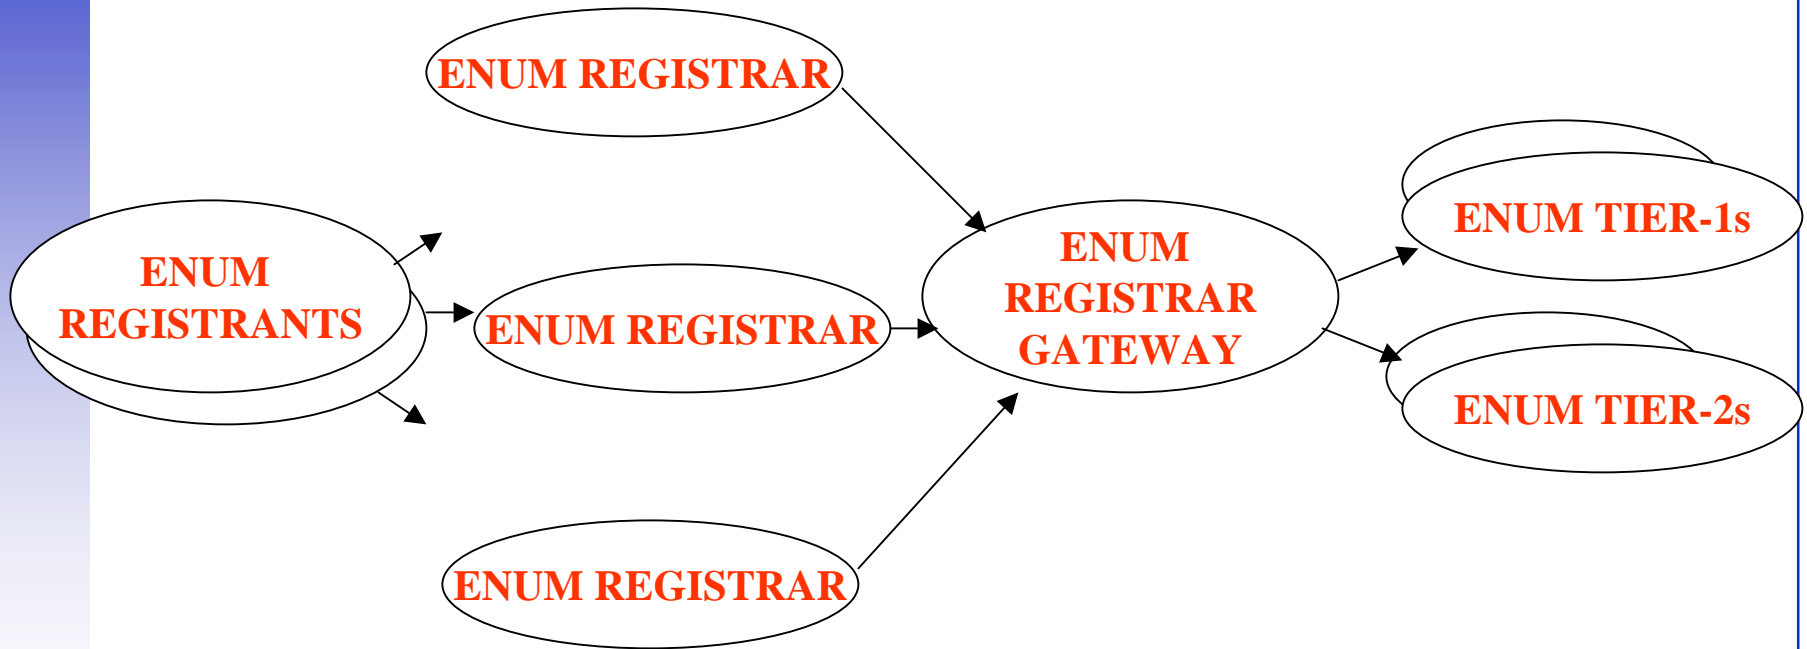 ENUM REGISTRAR
ENUM
REGISTRANTS
ENUM REGISTRAR
ENUM REGISTRAR
ENUM
REGISTRAR
GATEWAY
ENUM TIER-1s
ENUM TIER-2s